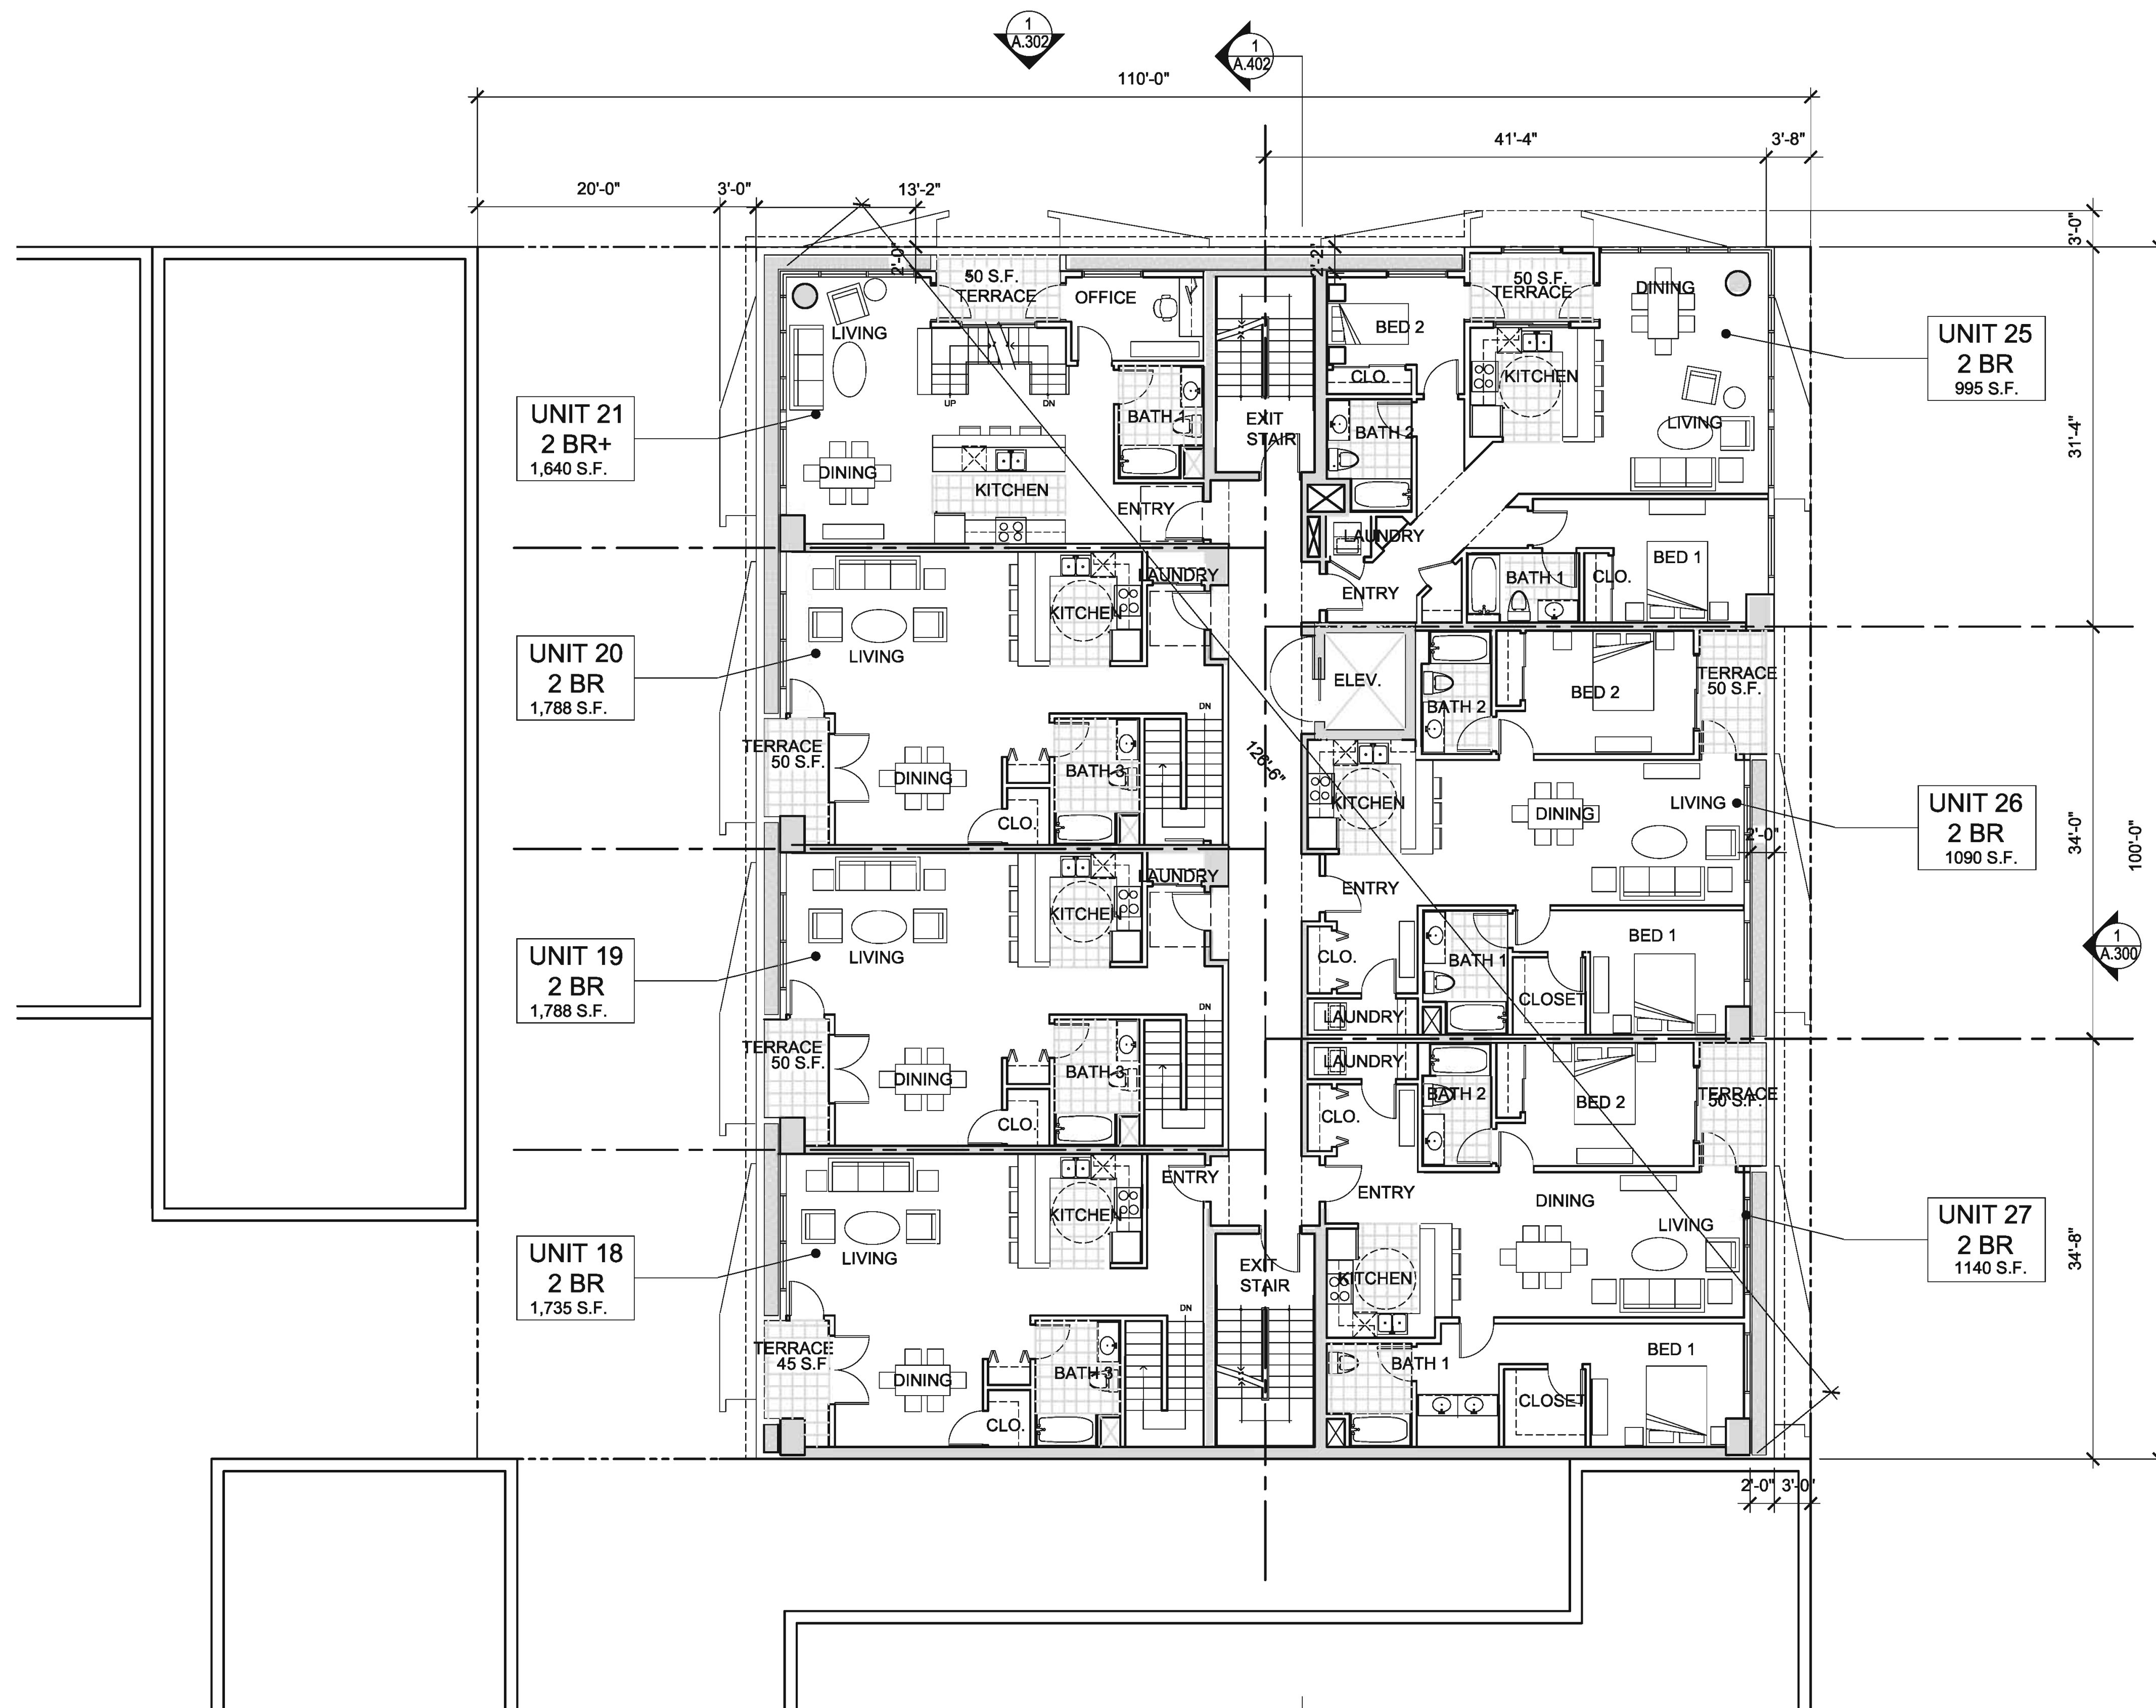 1
A.302
1
A.402
110'-0"
41'-4"
3'-8"
20'-0"
3'-0"
13'-2"
3'-0"
2'-0"
2'-2"
50 S.F.
TERRACE
OFFICE
LIVING
UP
DN
BATH 1
EXIT
STAIR
DINING
KITCHEN
ENTRY
BED 2
CLO.
BATH 2
50 S.F.
TERRACE
KITCHEN
DINING
LIVING
LAUNDRY
ENTRY
BATH 1
CLO.
BED 1
UNIT 21
2 BR+
1,640 S.F.
UNIT 25
2 BR
995 S.F.
31'-4"
LAUNDRY
KITCHEN
LIVING
UNIT 20
2 BR
1,788 S.F.
TERRACE
50 S.F.
DINING
CLO.
BATH 3
DN
ELEV.
126'-6"
BATH 2
BED 2
TERRACE
50 S.F.
KITCHEN
DINING
LIVING
2'-0"
ENTRY
CLO.
BATH 1
BED 1
CLOSET
LAUNDRY
UNIT 26
2 BR
1090 S.F.
34'-0"
100'-0"
1
A.300
LAUNDRY
KITCHEN
LIVING
UNIT 19
2 BR
1,788 S.F.
TERRACE
50 S.F.
DINING
CLO.
BATH 3
DN
LAUNDRY
CLO.
BATH 2
BED 2
TERRACE
50 S.F.
ENTRY
DINING
LIVING
KITCHEN
UNIT 27
2 BR
1140 S.F.
34'-8"
ENTRY
KITCHEN
LIVING
UNIT 18
2 BR
1,735 S.F.
TERRACE
45 S.F.
DINING
CLO.
BATH 3
DN
EXIT
STAIR
BATH 1
CLOSET
BED 1
2'-0"
3'-0"